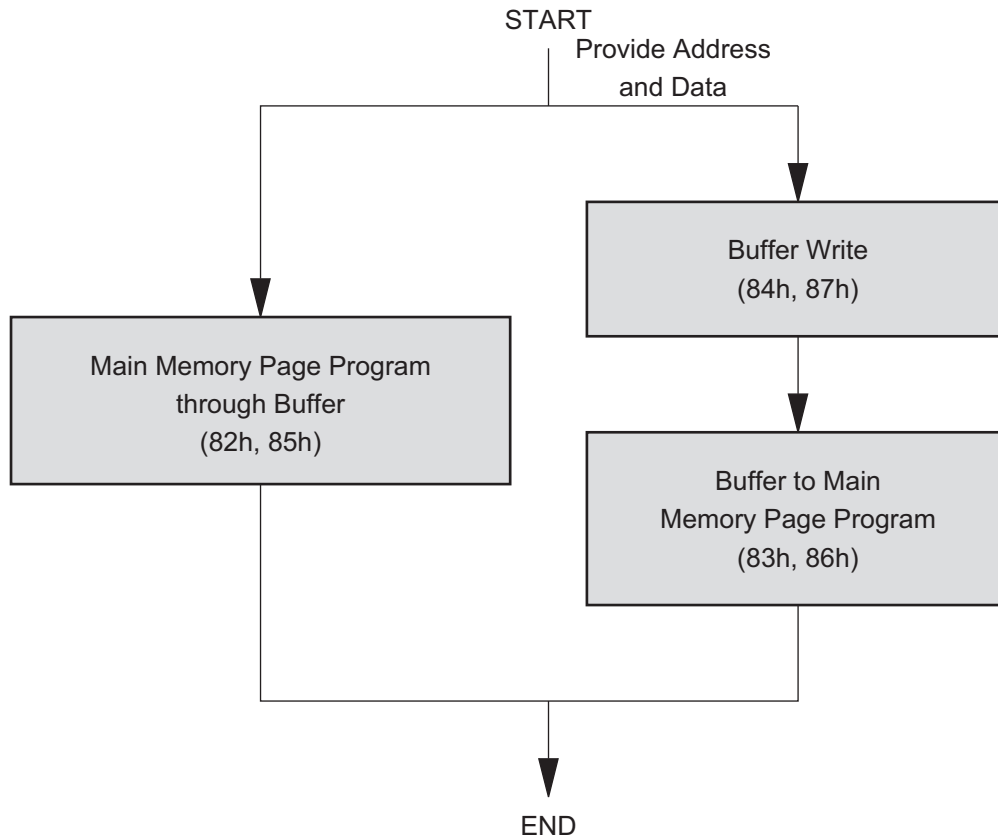 START
Provide Address
and Data
Buffer Write
(84h, 87h)
Main Memory Page Program
through Buffer
(82h, 85h)
Buffer to Main
Memory Page Program
(83h, 86h)
END